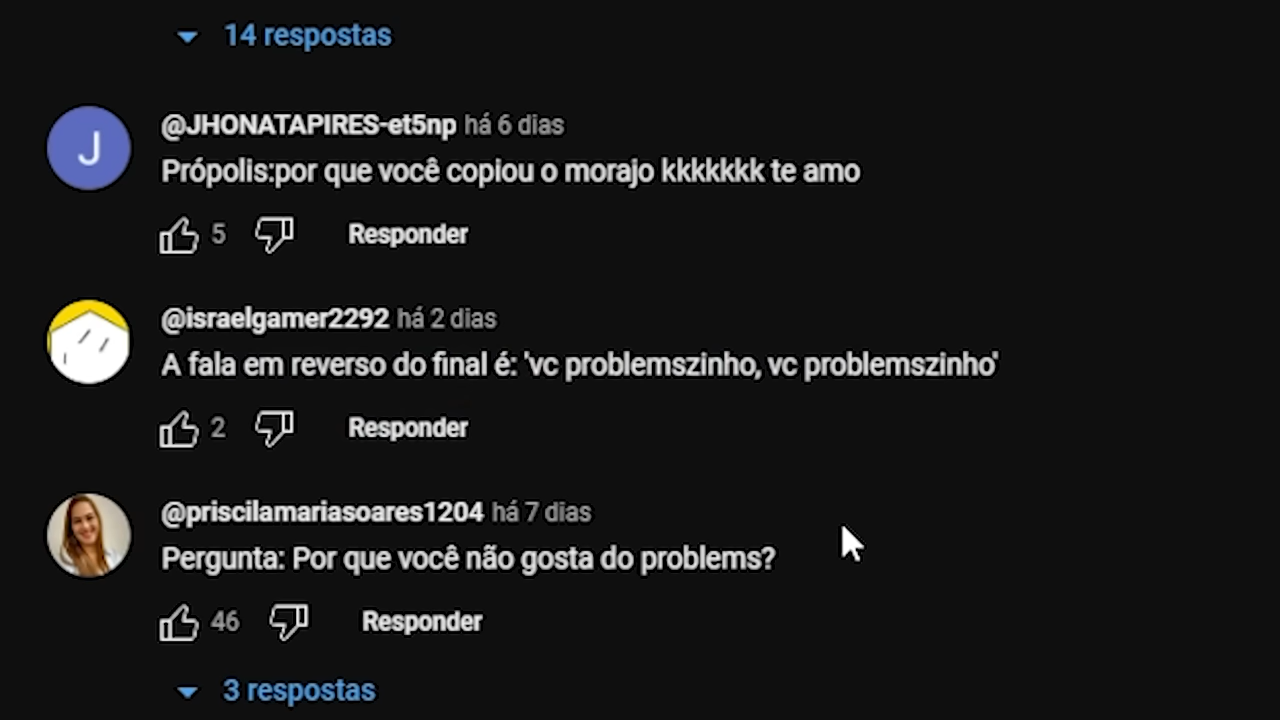 14 respostas
J
@JHONATAPIRES-et5np há 6 dias
Própolis:por que você copiou o morajo kkkkkkk te amo
5 Responder
@israelgamer2292 há 2 dias
A fala em reverso do final é: 'vc problemszinho, vc problemszinho'
2 Responder
@priscilamariasoares1204 há 7 dias
Pergunta: Por que você não gosta do problems?
46 Responder
3 respostas